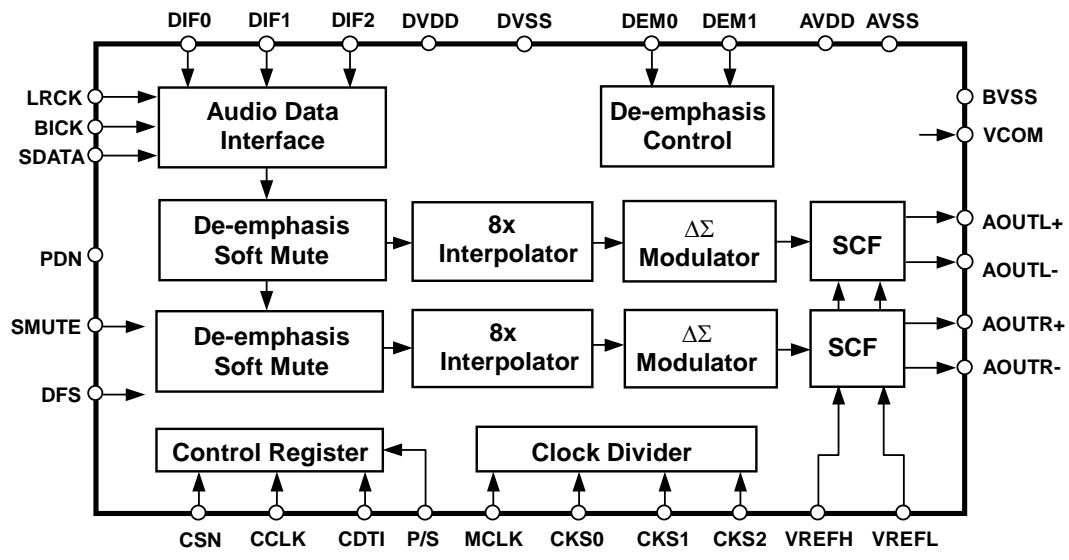 DIF0 DIF1 DIF2 DVDD DVSS DEM0 DEM1 AVDD AVSS
LRCK
BICK
SDATA
Audio Data
Interface
De-emphasis
Control
BVSS
VCOM
De-emphasis
Soft Mute
8x
Interpolator
ΔΣ
Modulator
SCF
AOUTL+
AOUTL-
PDN
SMUTE
DFS
De-emphasis
Soft Mute
8x
Interpolator
ΔΣ
Modulator
SCF
AOUTR+
AOUTR-
Control Register
Clock Divider
CSN CCLK CDTI P/S MCLK CKS0 CKS1 CKS2 VREFH VREFL